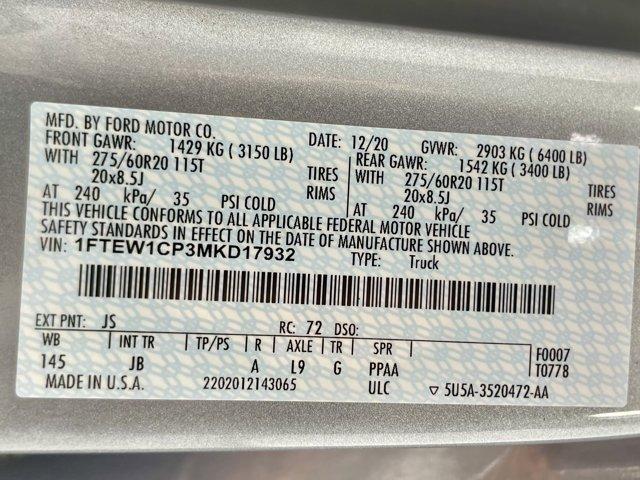 MFD. BY FORD MOTOR CO. DATE: 12/20 GVWR: 2903 KG ( 6400 LB)
FRONT GAWR: 1429 KG ( 3150 LB) REAR GAWR: 1542 KG ( 3400 LB)
WITH 275/60R20 115T TIRES WITH 275/60R20 115T TIRES
20x8.5J RIMS 20x8.5J RIMS
AT 240 kPa/ 35 PSI COLD AT 240 kPa/ 35 PSI COLD
THIS VEHICLE CONFORMS TO ALL APPLICABLE FEDERAL MOTOR VEHICLE
SAFETY STANDARDS IN EFFECT ON THE DATE OF MANUFACTURE SHOWN ABOVE.
VIN: 1FTEW1CP3MKD17932 TYPE: Truck
EXT PNT: JS RC: 72 DSO:
WB INT TR TP/PS R AXLE TR SPR F0007
145 JB A L9 G PPAA T0778
MADE IN U.S.A. 2202012143065 ULC ▽ 5U5A-3520472-AA